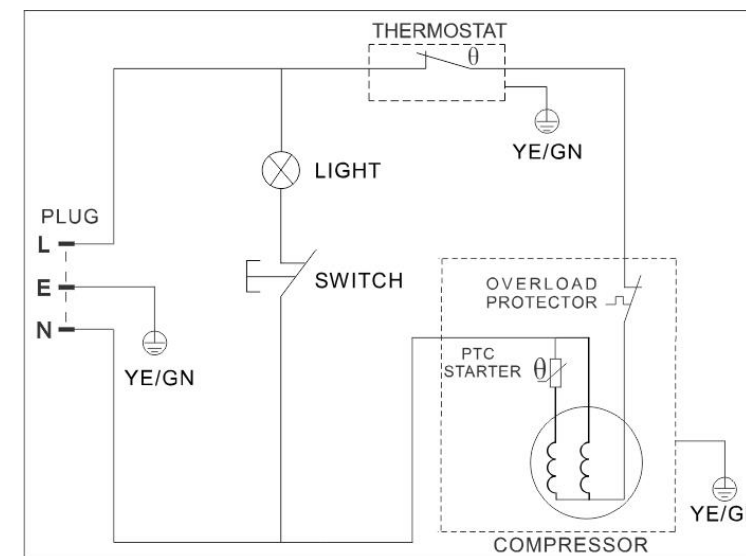 THERMOSTAT
θ
YE/GN
LIGHT
PLUG
L
E
N
SWITCH
OVERLOAD
PROTECTOR
YE/GN
PTC
STARTER
θ
YE/G
COMPRESSOR